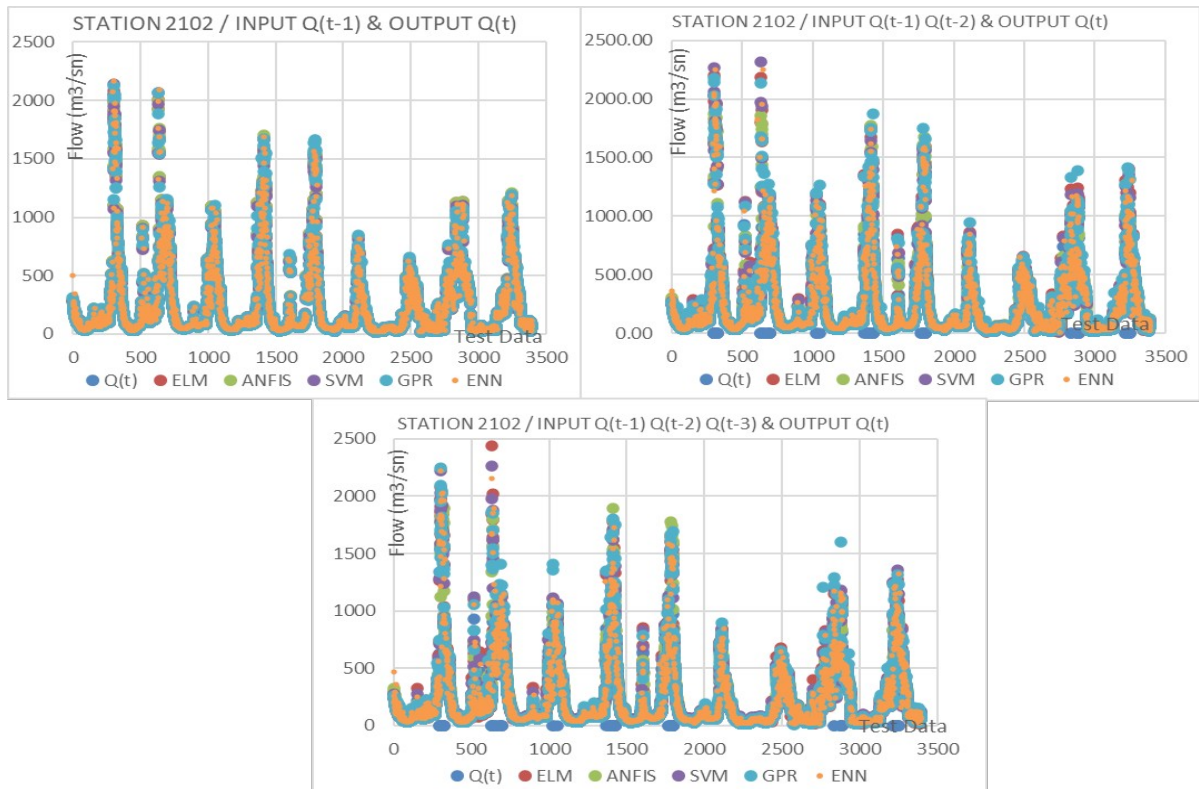 STATION 2102 / INPUT Q(t-1) & OUTPUT Q(t)
Flow (m3/sn)
2500
2000
1500
1000
500
0
0 500 1000 1500 2000 2500 3000 3500
Test Data
Q(t) ELM ANFIS SVM GPR ENN
STATION 2102 / INPUT Q(t-1) Q(t-2) & OUTPUT Q(t)
Flow (m3/sn)
2500.00
2000.00
1500.00
1000.00
500.00
0.00
0 500 1000 1500 2000 2500 3000 3500
Test Data
Q(t) ELM ANFIS SVM GPR ENN
STATION 2102 / INPUT Q(t-1) Q(t-2) Q(t-3) & OUTPUT Q(t)
Flow (m3/sn)
2500
2000
1500
1000
500
0
0 500 1000 1500 2000 2500 3000 3500
Test Data
Q(t) ELM ANFIS SVM GPR ENN